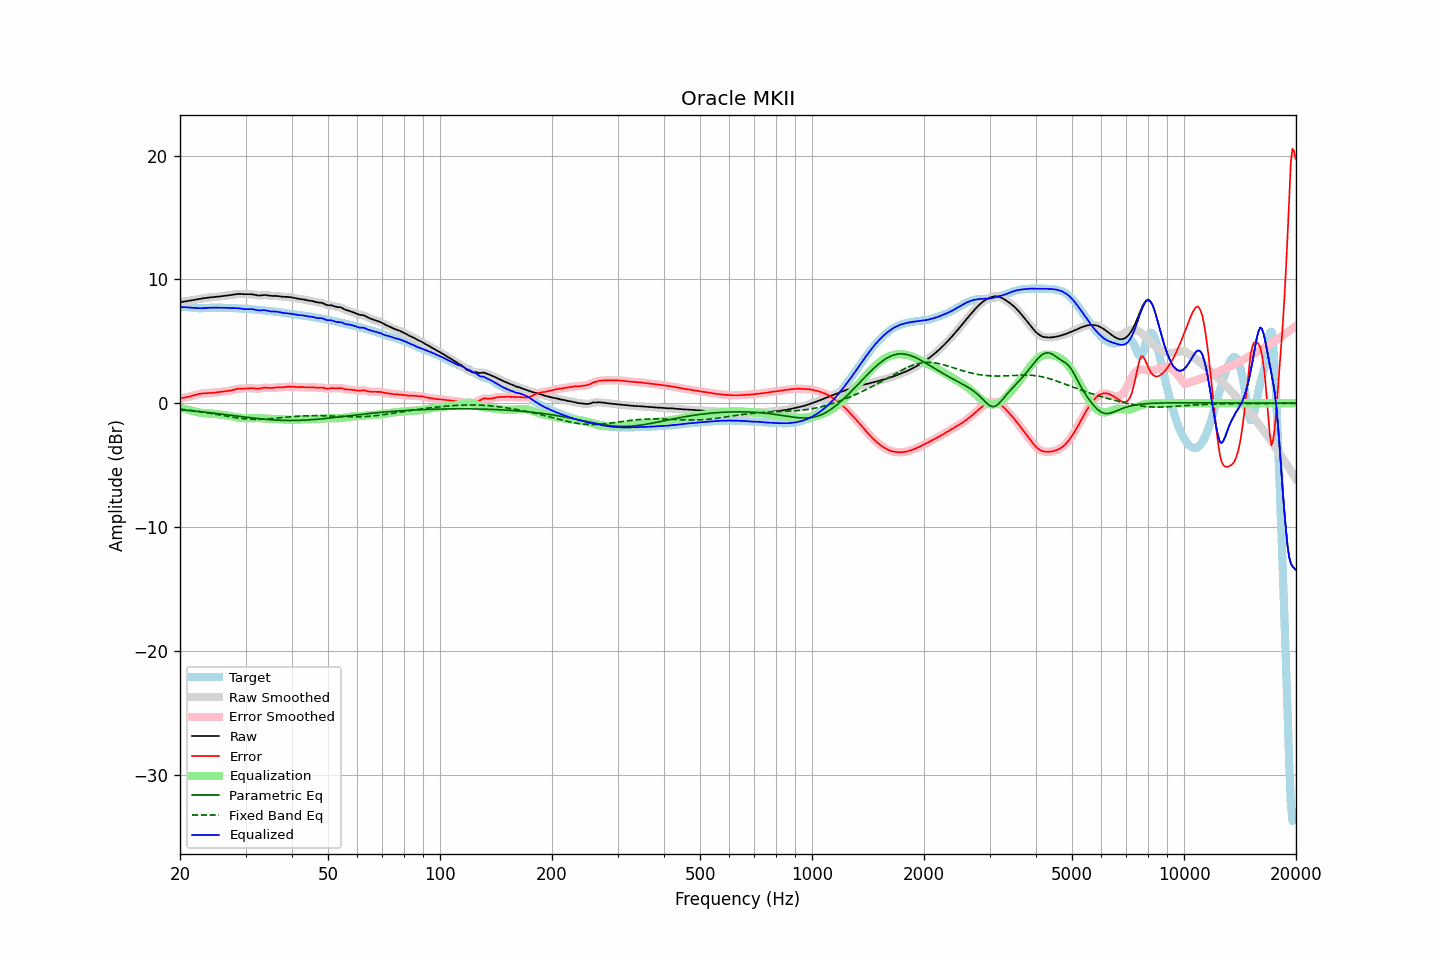 Oracle MKII
20
10
0
−10
−20
−30
Amplitude (dBr)
Target
Raw Smoothed
Error Smoothed
Raw
Error
Equalization
Parametric Eq
Fixed Band Eq
Equalized
20 50 100 200 500 1000 2000 5000 10000 20000
Frequency (Hz)